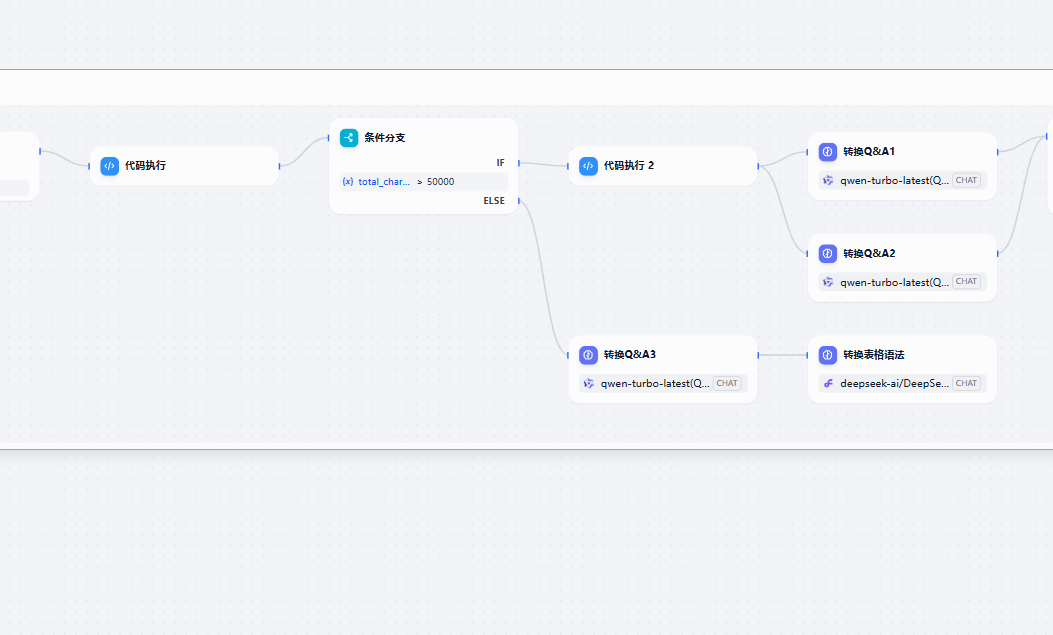 代码执行
条件分支
IF
{x} total_char... > 50000
ELSE
代码执行 2
转换Q&A1
qwen-turbo-latest(Q... CHAT
转换Q&A2
qwen-turbo-latest(Q... CHAT
转换Q&A3
qwen-turbo-latest(Q... CHAT
转换表格语法
deepseek-ai/DeepSe... CHAT